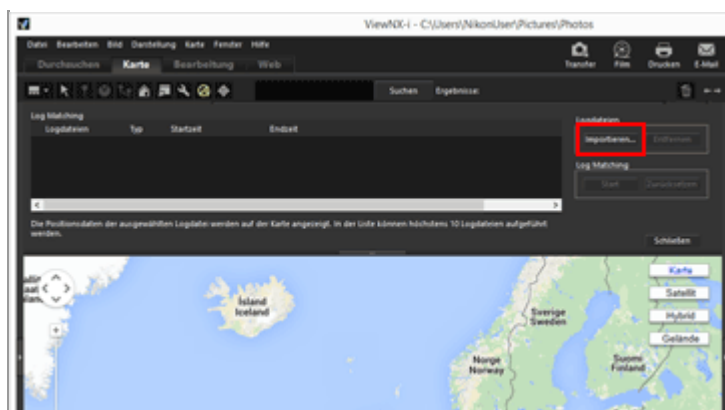 ViewNX-i - C:\Users\NikonUser\Pictures\Photos
Datei Bearbeiten Bild Darstellung Karte Fenster Hilfe
Durchsuchen Karte Bearbeitung Web
Transfer Film Drucken E-Mail
Suchen Ergebnisse:
Log Matching
Logdateien Typ Startzeit Endzeit
Logdateien
Importieren... Entfernen
Log Matching
Start Zurücksetzen
Die Positionsdaten der ausgewählten Logdatei werden auf der Karte angezeigt. In der Liste können höchstens 10 Logdateien aufgeführt
werden.
Schließen
Karte
Satellit
Hybrid
Gelände
Ísland
Iceland
Sverige
Sweden
Norge
Norway
Suomi
Finland